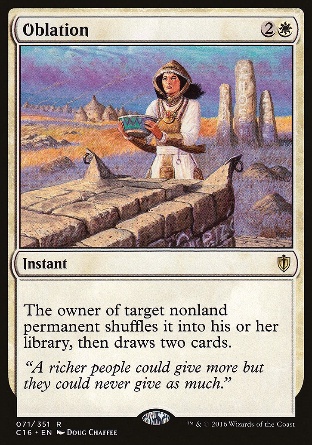 Oblation 2
Instant
The owner of target nonland
permanent shuffles it into his or her
library, then draws two cards.
“A richer people could give more but
they could never give as much.”
071/351 R
C16 • EN Doug Chaffee
™ & © 2016 Wizards of the Coast